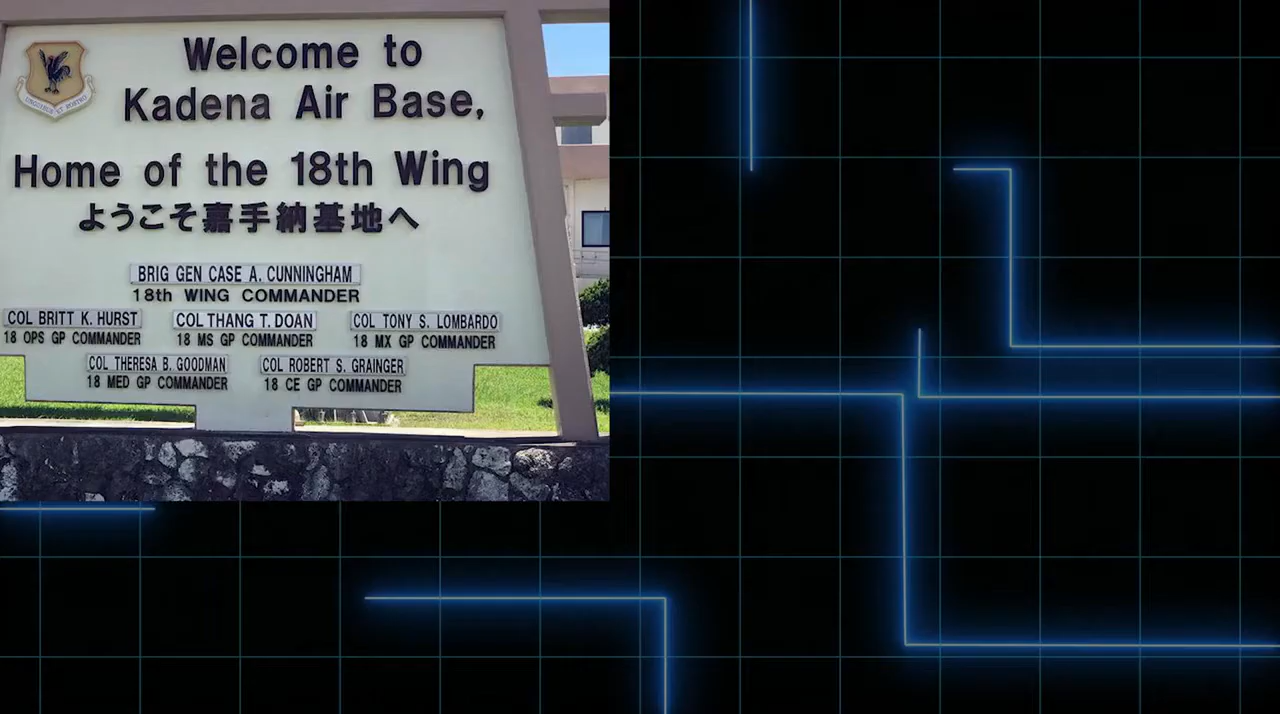 Welcome to
Kadena Air Base,
Home of the 18th Wing
ようこそ嘉手納基地へ
BRIG GEN CASE A. CUNNINGHAM
18th WING COMMANDER
COL BRITT K. HURST COL THANG T. DOAN COL TONY S. LOMBARDO
18 OPS GP COMMANDER 18 MS GP COMMANDER 18 MX GP COMMANDER
COL THERESA B. GOODMAN COL ROBERT S. GRAINGER
18 MED GP COMMANDER 18 CE GP COMMANDER